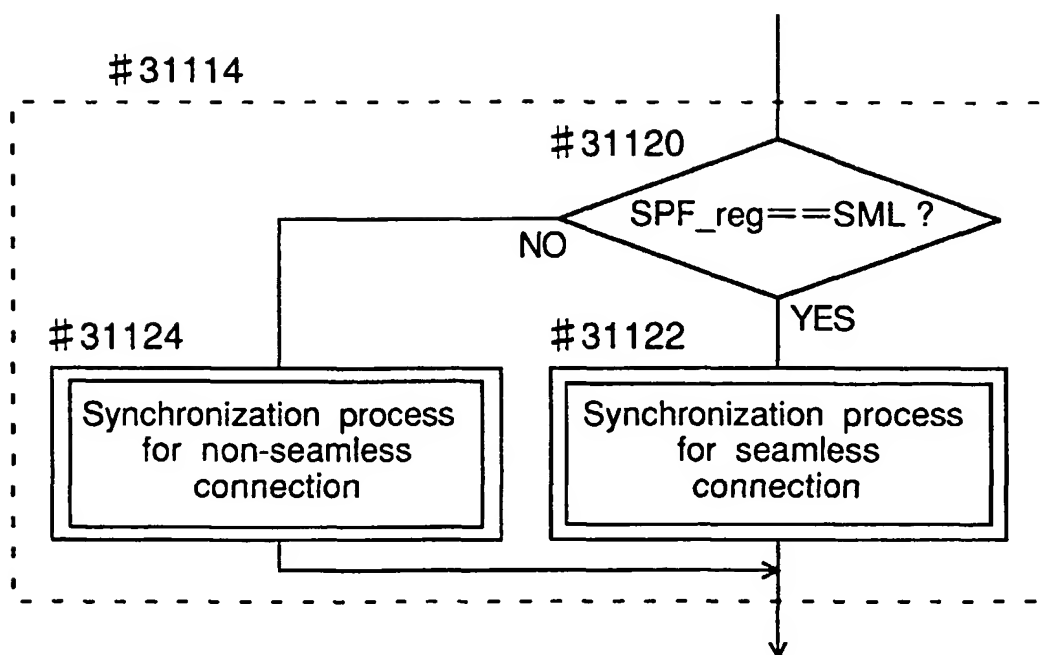 #31114
#31120
SPF_reg==SML ?
NO
YES
#31124
#31122
Synchronization process
for non-seamless
connection
Synchronization process
for seamless
connection